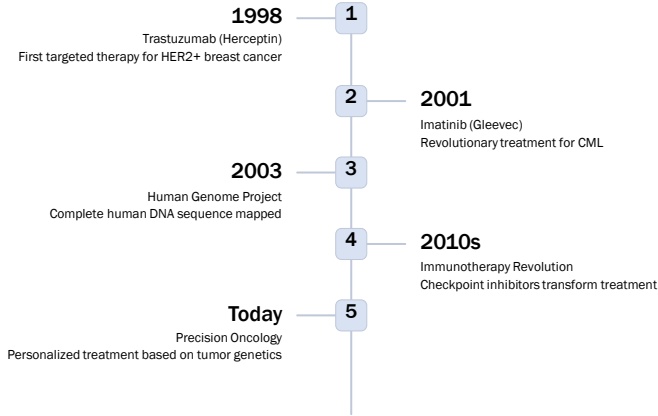 1998
1
Trastuzumab (Herceptin)
First targeted therapy for HER2+ breast cancer
2
2001
Imatinib (Gleevec)
Revolutionary treatment for CML
2003
3
Human Genome Project
Complete human DNA sequence mapped
4
2010s
Immunotherapy Revolution
Checkpoint inhibitors transform treatment
Today
5
Precision Oncology
Personalized treatment based on tumor genetics